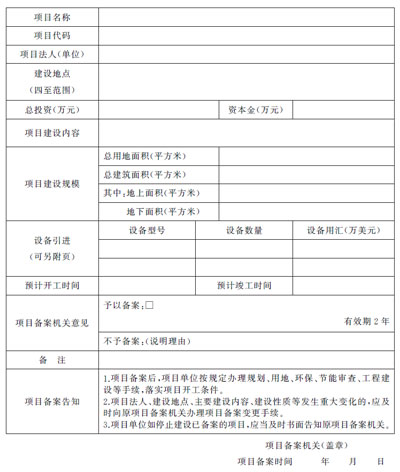 项目名称
项目代码
项目法人(单位)
建设地点
(四至范围)
总投资(万元)
资本金(万元)
项目建设内容
项目建设规模
总用地面积(平方米)
总建筑面积(平方米)
其中:地上面积(平方米)
地下面积(平方米)
设备引进
(可另附页)
设备型号
设备数量
设备用汇(万美元)
预计开工时间
预计竣工时间
项目备案机关意见
予以备案:□
有效期2年
不予备案:(说明理由)
备 注
项目备案告知
1.项目备案后,项目单位按规定办理规划、用地、环保、节能审查、工程建
设等手续,落实项目开工条件。
2.项目法人、建设地点、主要建设内容、建设性质等发生重大变化的,应及
时向原项目备案机关办理项目备案变更手续。
3.项目单位如停止建设已备案的项目,应当及时书面告知原项目备案机关。
项目备案机关(盖章)
项目备案时间 年 月 日